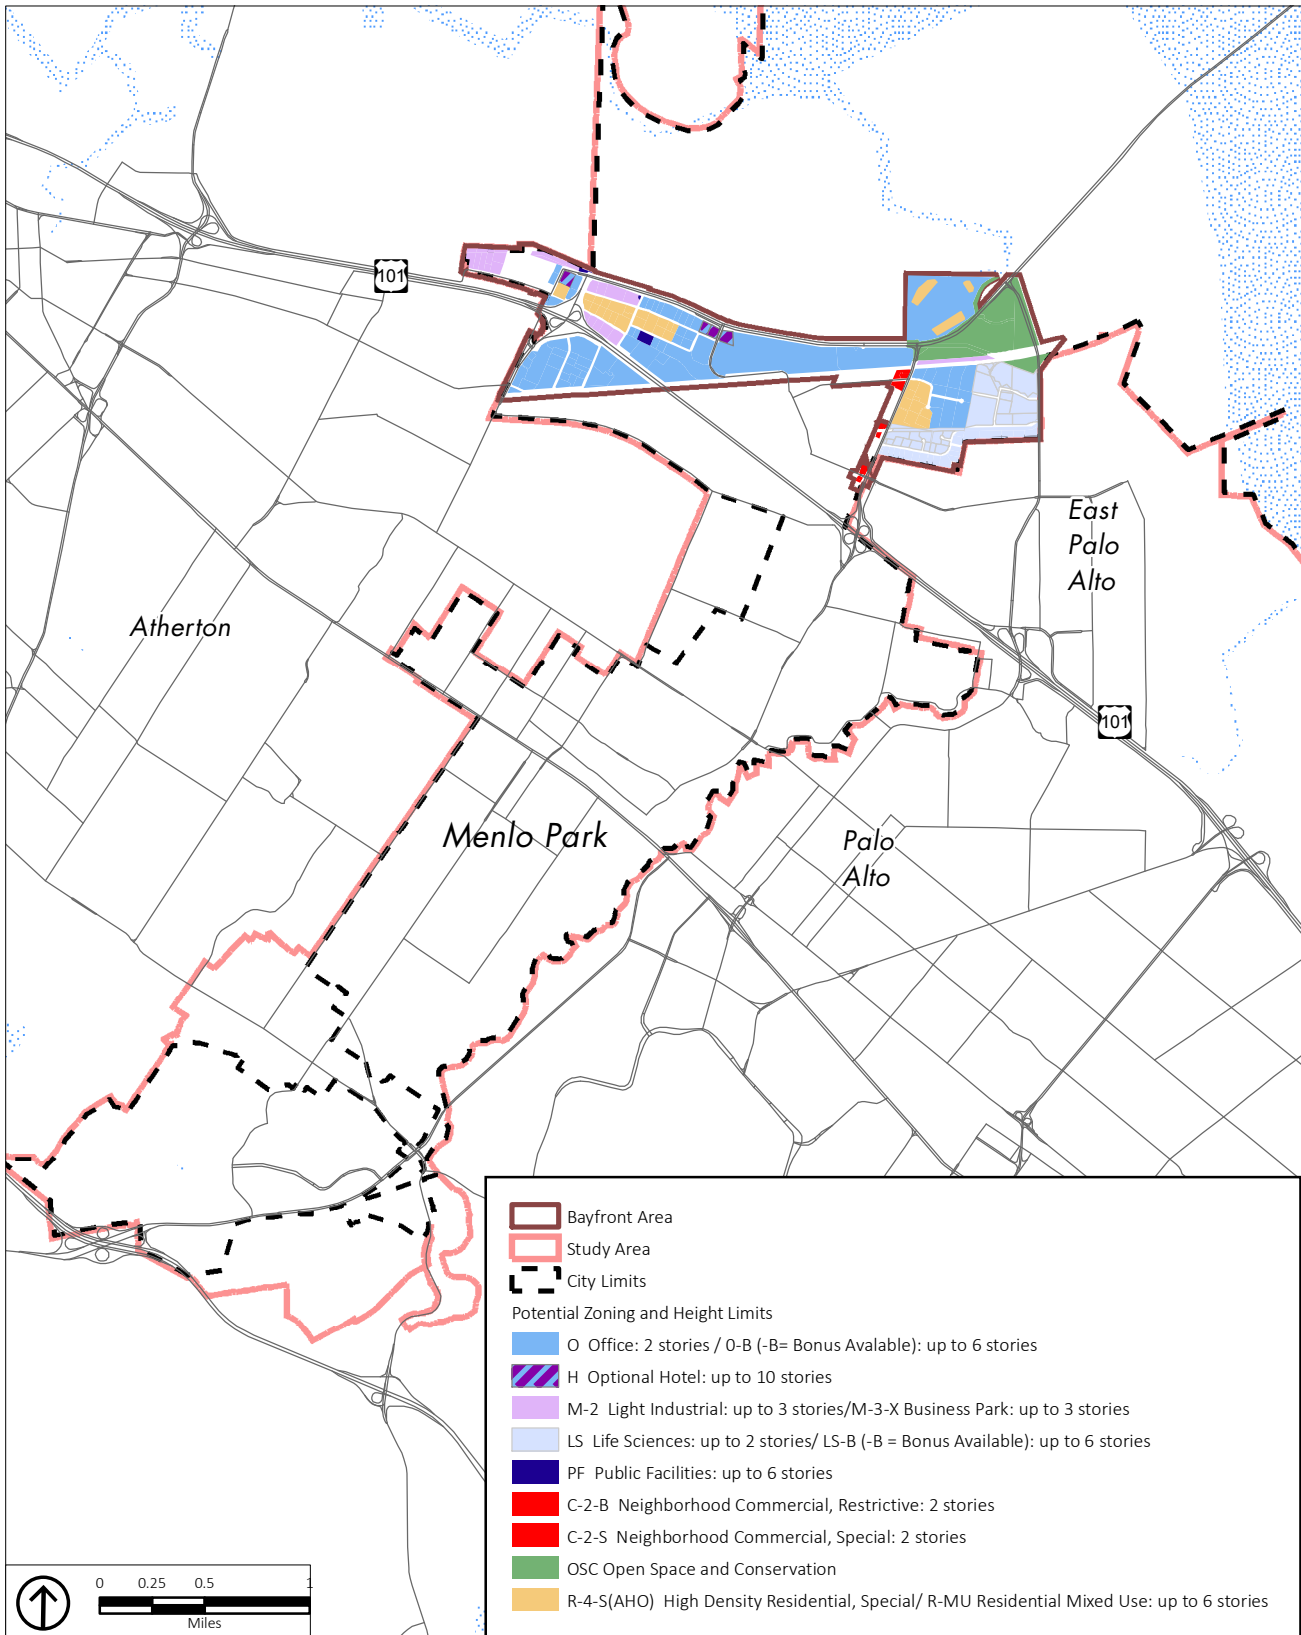 101
East
Palo
Alto
Atherton
101
Menlo Park
Palo
Alto
Bayfront Area
Study Area
City Limits
Potential Zoning and Height Limits
O Office: 2 stories / 0-B (-B= Bonus Avalable): up to 6 stories
H Optional Hotel: up to 10 stories
M-2 Light Industrial: up to 3 stories/M-3-X Business Park: up to 3 stories
LS Life Sciences: up to 2 stories/ LS-B (-B = Bonus Available): up to 6 stories
PF Public Facilities: up to 6 stories
C-2-B Neighborhood Commercial, Restrictive: 2 stories
C-2-S Neighborhood Commercial, Special: 2 stories
OSC Open Space and Conservation
R-4-S(AHO) High Density Residential, Special/ R-MU Residential Mixed Use: up to 6 stories
0 0.25 0.5 1
Miles